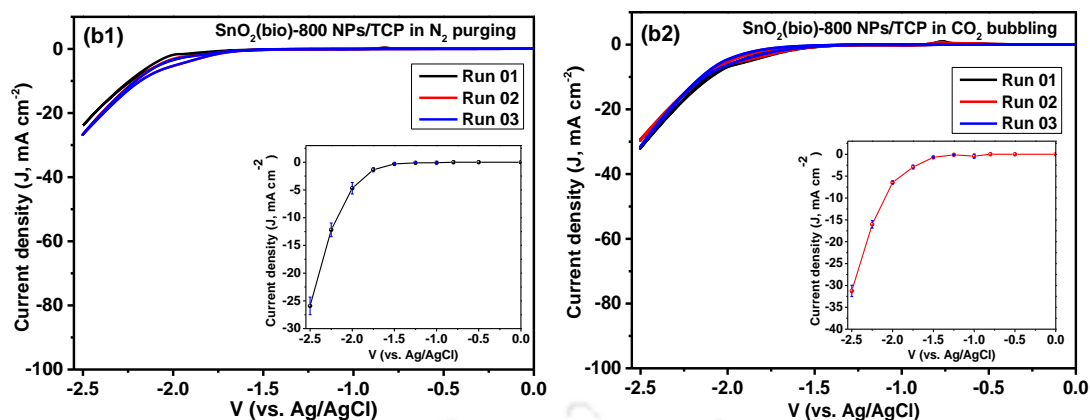 (b1)
SnO2(bio)-800 NPs/TCP in N2 purging
Run 01
Run 02
Run 03
Current density (J, mA cm-2)
0
-20
-40
-60
-80
-100
-2.5 -2.0 -1.5 -1.0 -0.5 0.0
V (vs. Ag/AgCl)
Current density (J, mA cm-2)
0
-5
-10
-15
-20
-25
-30
-2.5 -2.0 -1.5 -1.0 -0.5 0.0
V (vs. Ag/AgCl)
(b2)
SnO2(bio)-800 NPs/TCP in CO2 bubbling
Run 01
Run 02
Run 03
Current density (J, mA cm-2)
0
-20
-40
-60
-80
-100
-2.5 -2.0 -1.5 -1.0 -0.5 0.0
V (vs. Ag/AgCl)
Current density (J, mA cm-2)
0
-5
-10
-15
-20
-25
-30
-35
-40
-2.5 -2.0 -1.5 -1.0 -0.5 0.0
V (vs. Ag/AgCl)